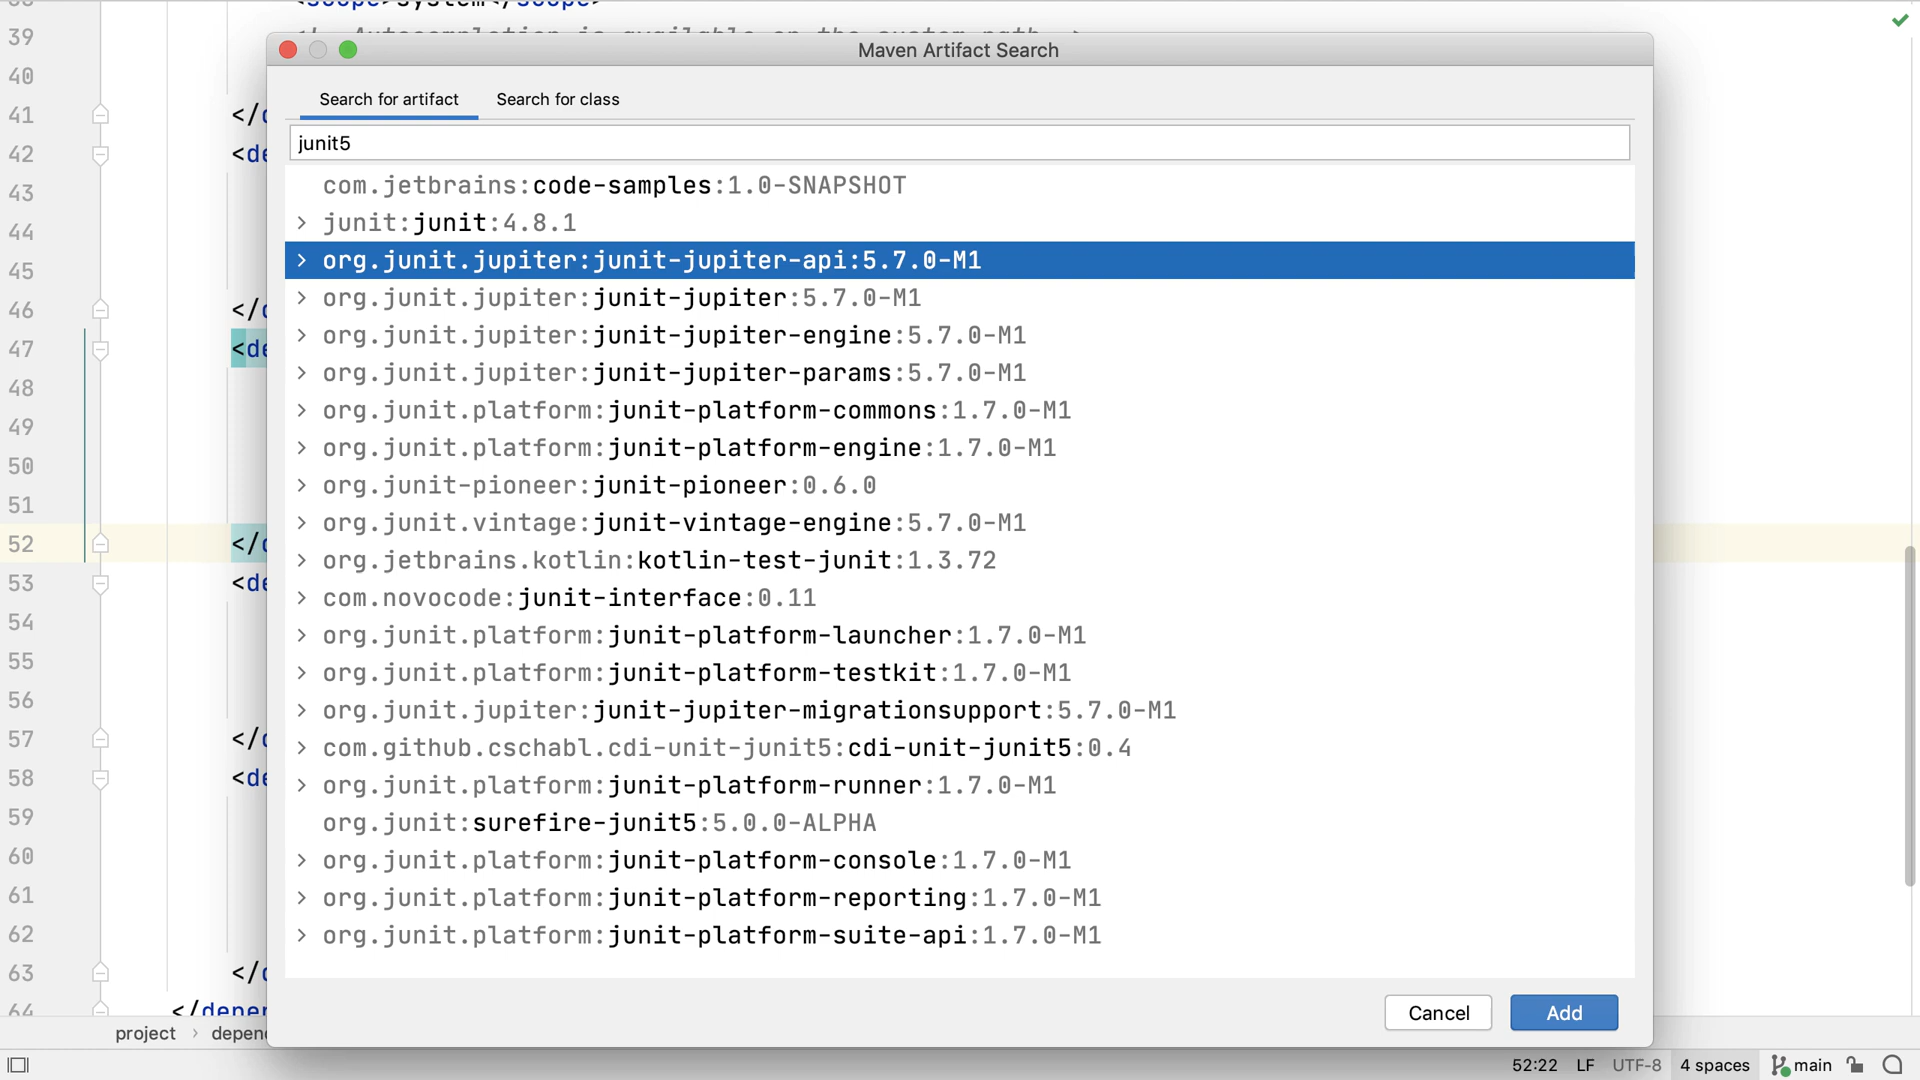 39
Maven Artifact Search
40
Search for artifact Search for class
41 </d
junit5
42 <de
com.jetbrains:code-samples:1.0-SNAPSHOT
43
junit:junit:4.8.1
44
org.junit.jupiter:junit-jupiter-api:5.7.0-M1
45
org.junit.jupiter:junit-jupiter:5.7.0-M1
46 </d
org.junit.jupiter:junit-jupiter-engine:5.7.0-M1
47 <de
org.junit.jupiter:junit-jupiter-params:5.7.0-M1
48
org.junit.platform:junit-platform-commons:1.7.0-M1
49
org.junit.platform:junit-platform-engine:1.7.0-M1
50
org.junit-pioneer:junit-pioneer:0.6.0
51
org.junit.vintage:junit-vintage-engine:5.7.0-M1
52 </d
org.jetbrains.kotlin:kotlin-test-junit:1.3.72
53 <de
com.novocode:junit-interface:0.11
54
org.junit.platform:junit-platform-launcher:1.7.0-M1
55
org.junit.platform:junit-platform-testkit:1.7.0-M1
56
org.junit.jupiter:junit-jupiter-migrationsupport:5.7.0-M1
57 </d
com.github.cschabl.cdi-unit-junit5:cdi-unit-junit5:0.4
58 <de
org.junit.platform:junit-platform-runner:1.7.0-M1
59
org.junit:surefire-junit5:5.0.0-ALPHA
60
org.junit.platform:junit-platform-console:1.7.0-M1
61
org.junit.platform:junit-platform-reporting:1.7.0-M1
62
org.junit.platform:junit-platform-suite-api:1.7.0-M1
63 </d
64 </depen
Cancel Add
project › depend
52:22 LF UTF-8 4 spaces main